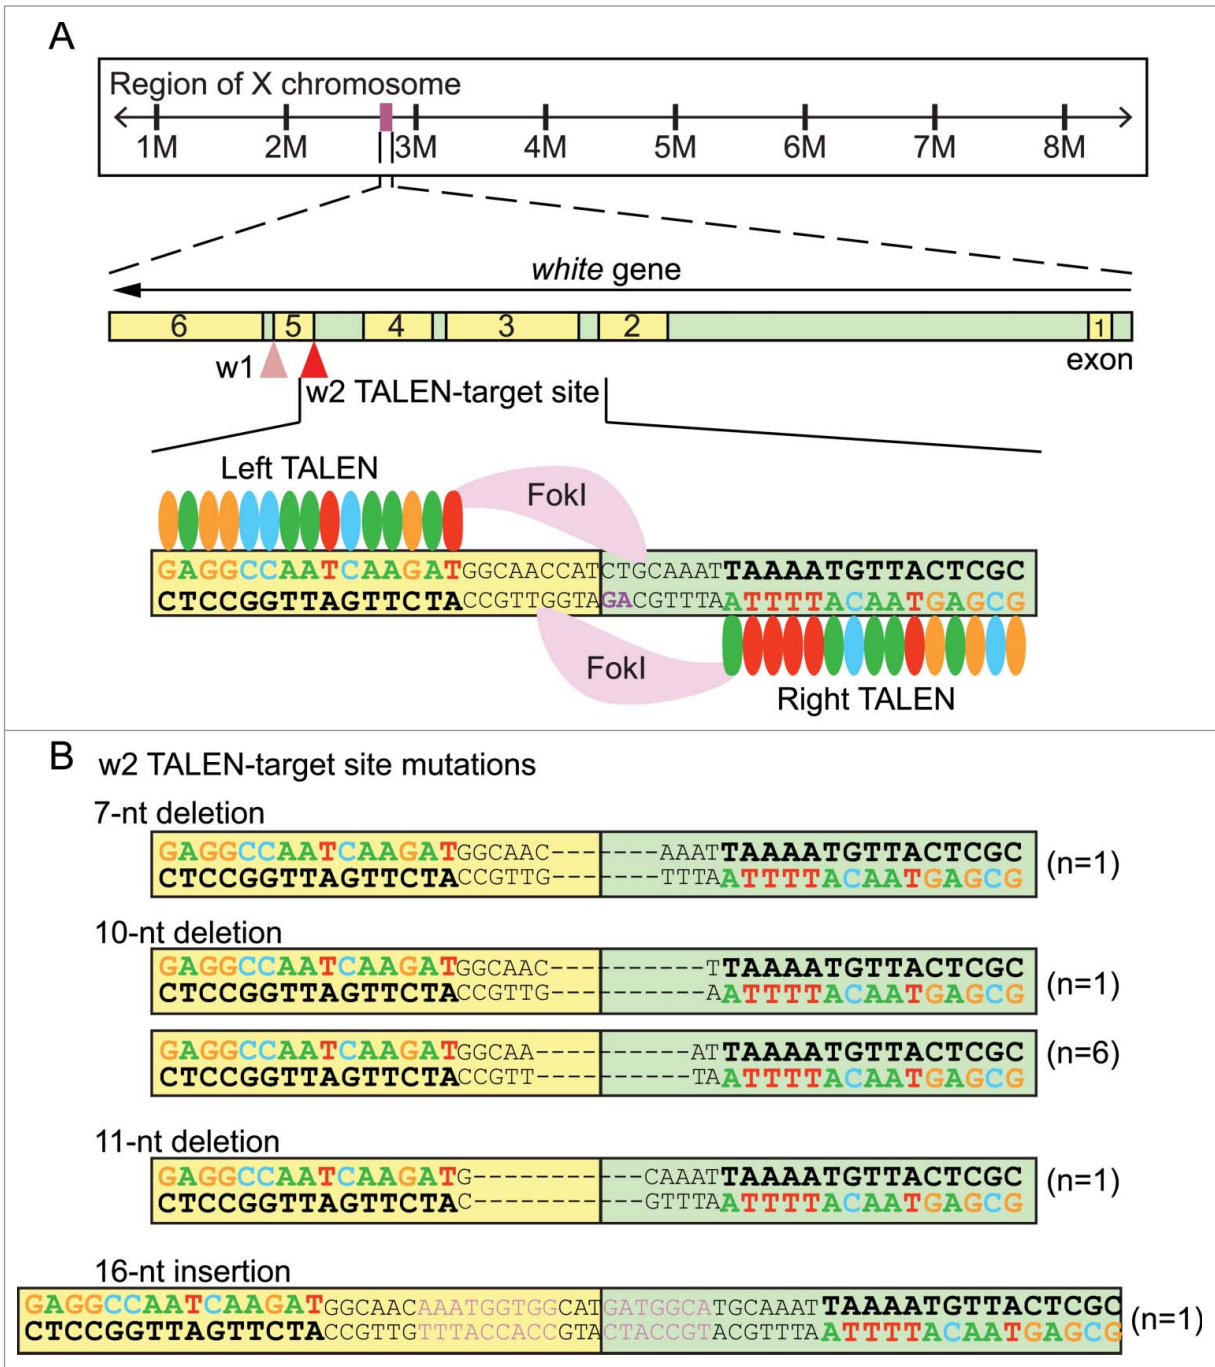 A
Region of X chromosome
1M 2M 3M 4M 5M 6M 7M 8M
white gene
6 5 4 3 2 1
w1
exon
w2 TALEN-target site
Left TALEN
FokI
GAGGCCAATCAAGATGGCAACCATCTGCAAATTAAAATGTTACTCGC
CTCCGGTTAGTTCTACCGTTGGTAGACGTTTAATTTTACAATGAGCG
FokI
Right TALEN
B
w2 TALEN-target site mutations
7-nt deletion
GAGGCCAATCAAGATGGCAAC-------AAATTAAAATGTTACTCGC
(n=1)
CTCCGGTTAGTTCTACCGTTG-------TTTAATTTTACAATGAGCG
10-nt deletion
GAGGCCAATCAAGATGGCAAC----------TTAAAATGTTACTCGC
(n=1)
CTCCGGTTAGTTCTACCGTTG----------AATTTTACAATGAGCG
GAGGCCAATCAAGATGGCAA----------ATTAAAATGTTACTCGC
(n=6)
CTCCGGTTAGTTCTACCGTT----------TAATTTTACAATGAGCG
11-nt deletion
GAGGCCAATCAAGATG-----------CAAATTAAAATGTTACTCGC
(n=1)
CTCCGGTTAGTTCTAC-----------GTTTAATTTTACAATGAGCG
16-nt insertion
GAGGCCAATCAAGATGGCAACAAATGGTGGCATGATGGCATGCAAATTAAAATGTTACTCGC
(n=1)
CTCCGGTTAGTTCTACCGTTGTTTACCACCGTACTACCGTACGTTTAATTTTACAATGAGCG